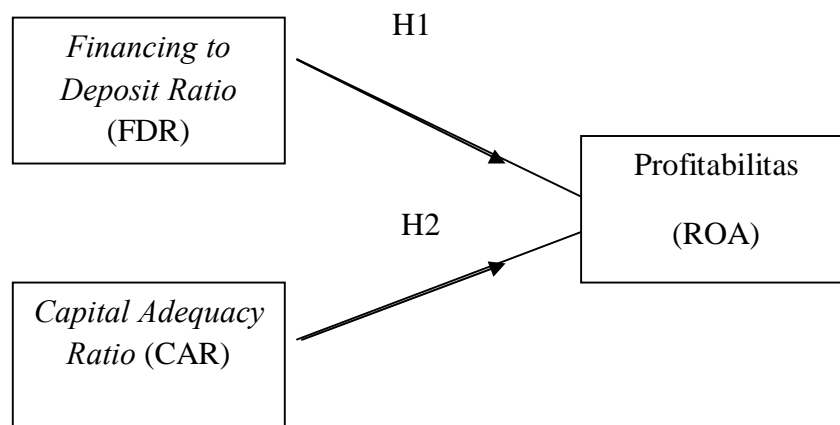 H1
Financing to
Deposit Ratio
(FDR)
Profitabilitas
(ROA)
H2
Capital Adequacy
Ratio (CAR)